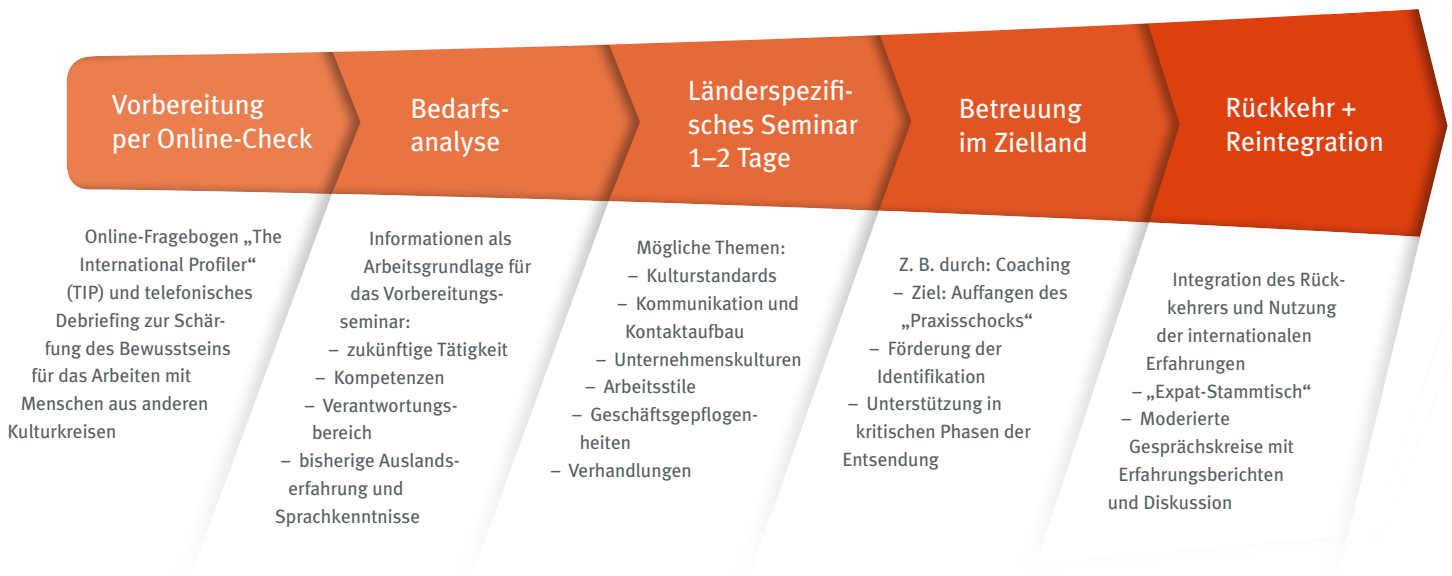 Vorbereitung
per Online-Check
Online-Fragebogen „The
International Profiler“
(TIP) und telefonisches
Debriefing zur Schär-
fung des Bewusstseins
für das Arbeiten mit
Menschen aus anderen
Kulturkreisen
Bedarfs-
analyse
Informationen als
Arbeitsgrundlage für
das Vorbereitungs-
seminar:
– zukünftige Tätigkeit
– Kompetenzen
– Verantwortungs-
bereich
– bisherige Auslands-
erfahrung und
Sprachkenntnisse
Länderspezifi-
sches Seminar
1–2 Tage
Mögliche Themen:
– Kulturstandards
– Kommunikation und
Kontaktaufbau
– Unternehmenskulturen
– Arbeitsstile
– Geschäftsgepflogen-
heiten
– Verhandlungen
Betreuung
im Zielland
Z. B. durch: Coaching
– Ziel: Auffangen des
„Praxisschocks“
– Förderung der
Identifikation
– Unterstützung in
kritischen Phasen der
Entsendung
Rückkehr +
Reintegration
Integration des Rück-
kehrers und Nutzung
der internationalen
Erfahrungen
– „Expat-Stammtisch“
– Moderierte
Gesprächskreise mit
Erfahrungsberichten
und Diskussion